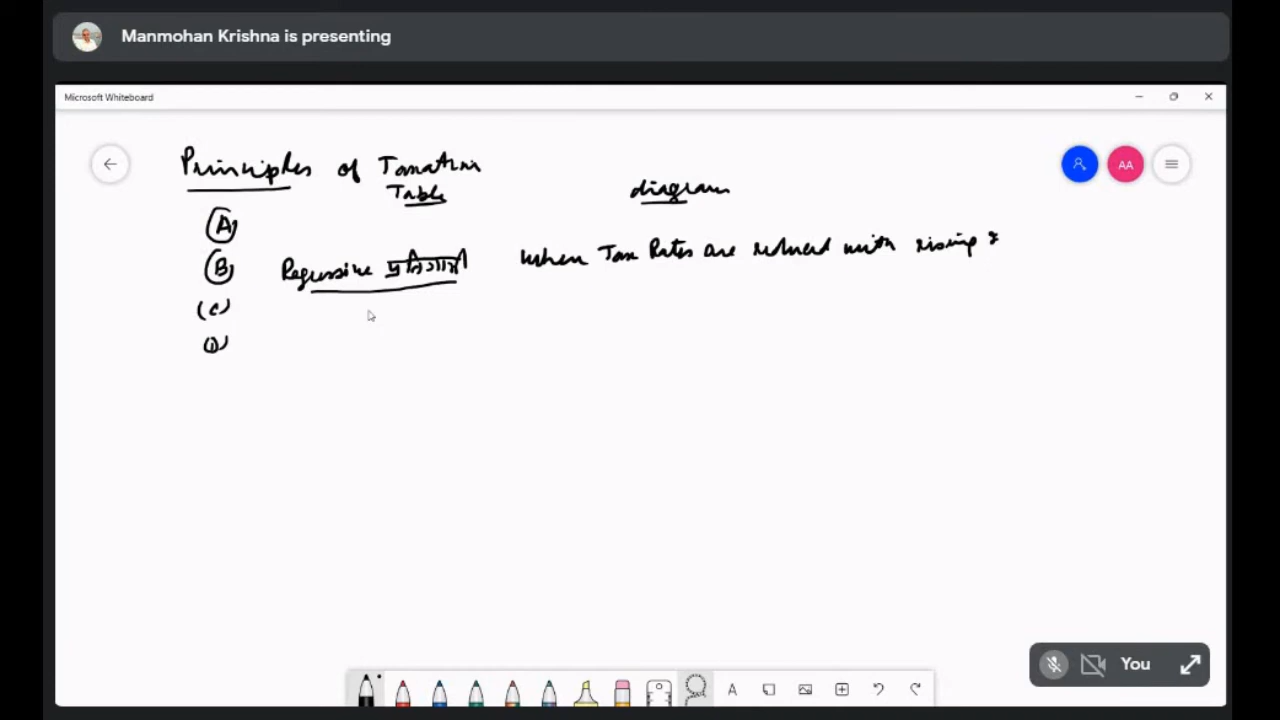 Manmohan Krishna is presenting
Microsoft Whiteboard
AA
Principles of Taxation
Table
diagram
(A)
(B) Regressive प्रतिगामी When Tax Rates are reduced with rising
(C)
(D)
You
A